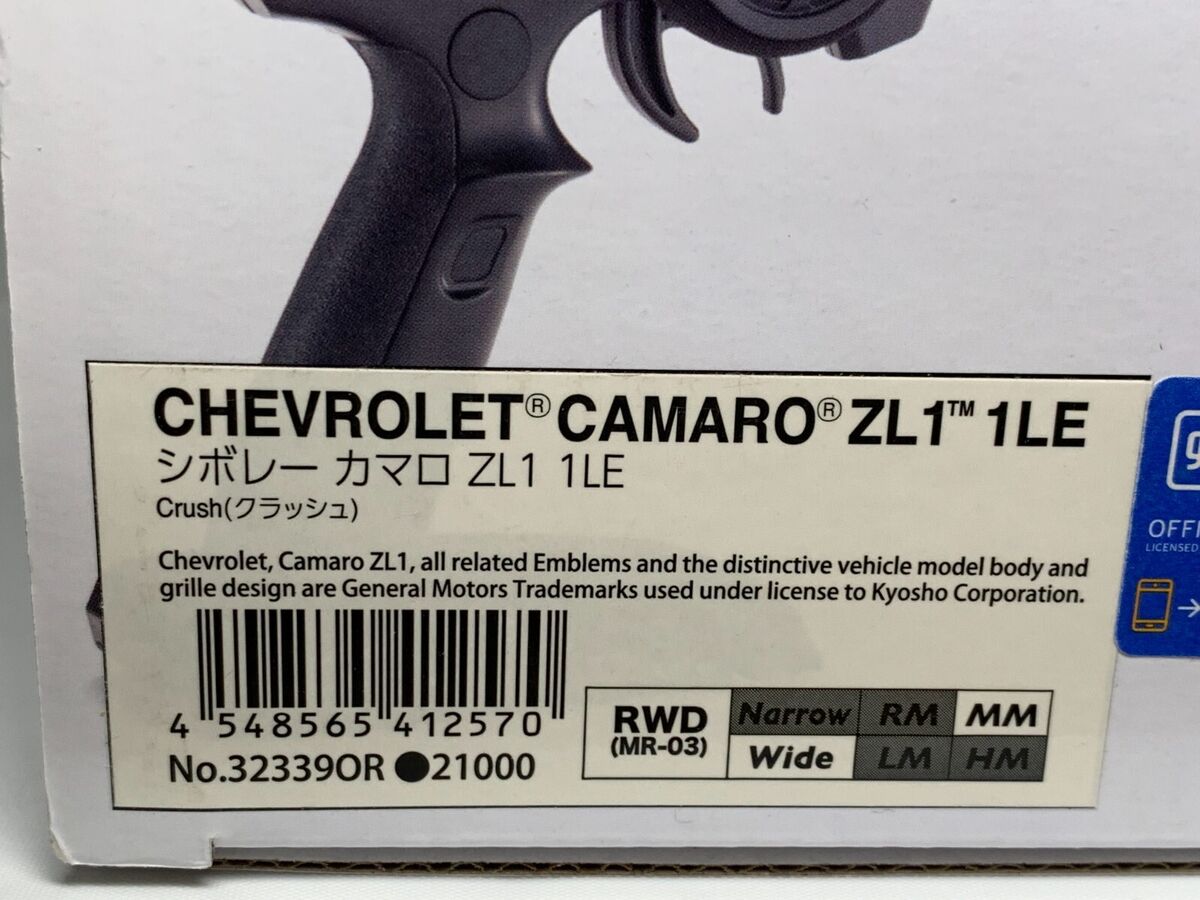 CHEVROLET® CAMARO® ZL1™ 1LE
シボレー カマロ ZL1 1LE
Crush(クラッシュ)
Chevrolet, Camaro ZL1, all related Emblems and the distinctive vehicle model body and
grille design are General Motors Trademarks used under license to Kyosho Corporation.
4 548565 412570
No.32339OR ●21000
RWD
(MR-03)
Narrow RM MM
Wide LM HM
LICENSED